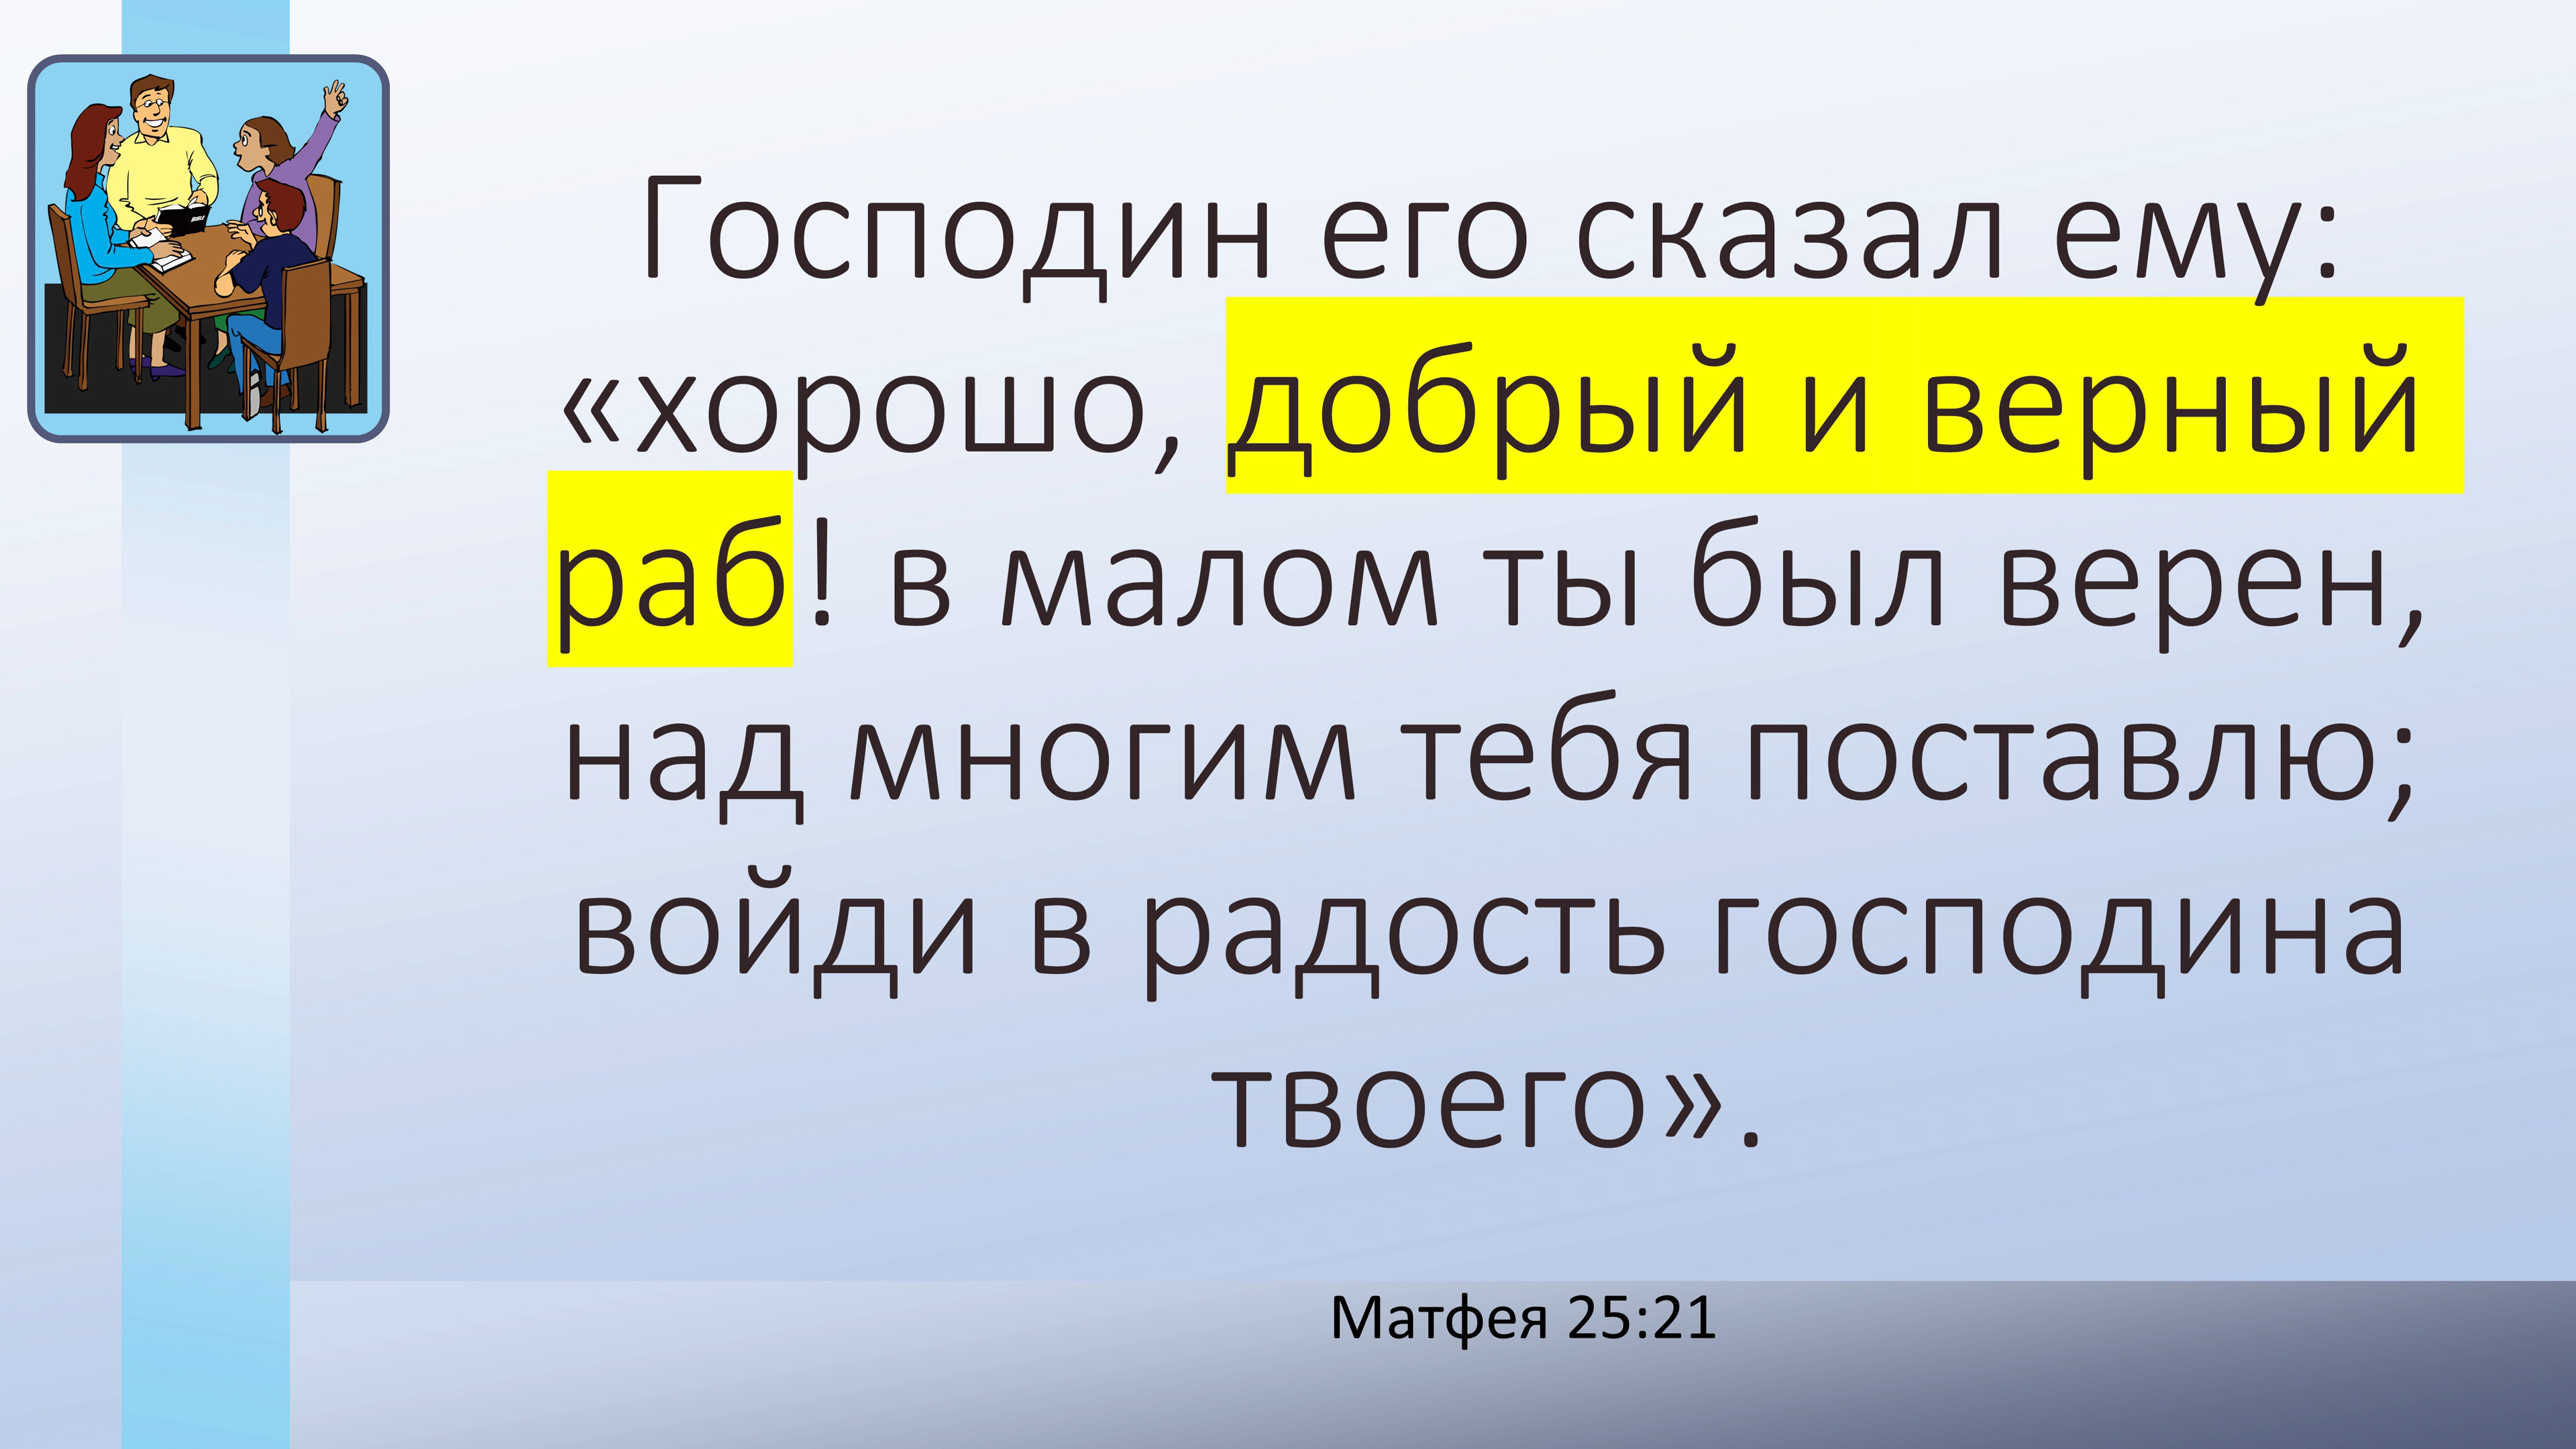 Господин его сказал ему:
«хорошо, добрый и верный
раб! в малом ты был верен,
над многим тебя поставлю;
войди в радость господина
твоего».
Матфея 25:21
BIBLE